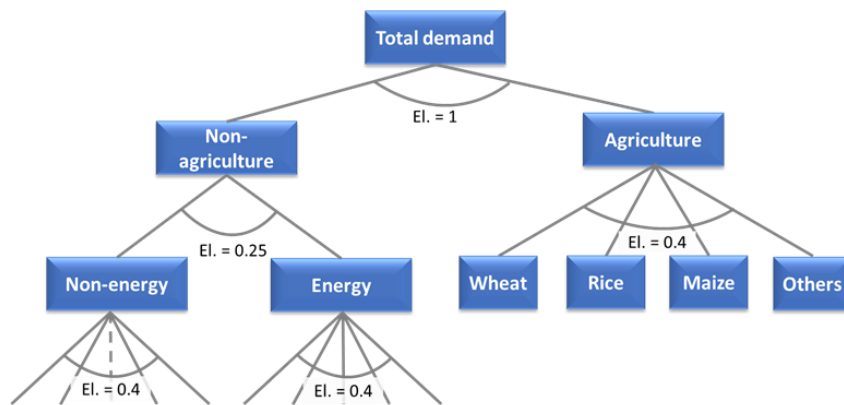 Total demand
El. = 1
Non-
agriculture
Agriculture
El. = 0.25
El. = 0.4
Non-energy
Energy
Wheat
Rice
Maize
Others
El. = 0.4
El. = 0.4